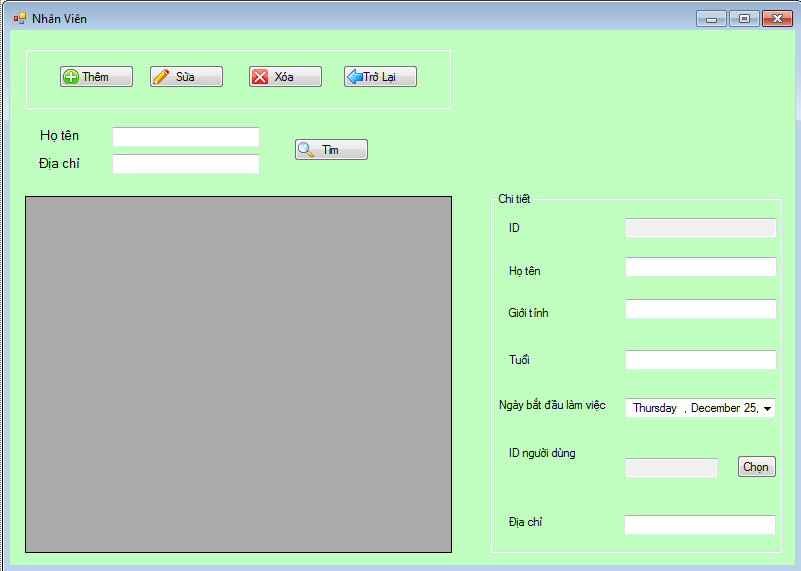 Nhân Viên
Thêm
Sửa
Xóa
Trở Lại
Họ tên
Tìm
Địa chỉ
Chi tiết
ID
Họ tên
Giới tính
Tuổi
Ngày bắt đầu làm việc
Thursday , December 25,
ID người dùng
Chọn
Địa chỉ